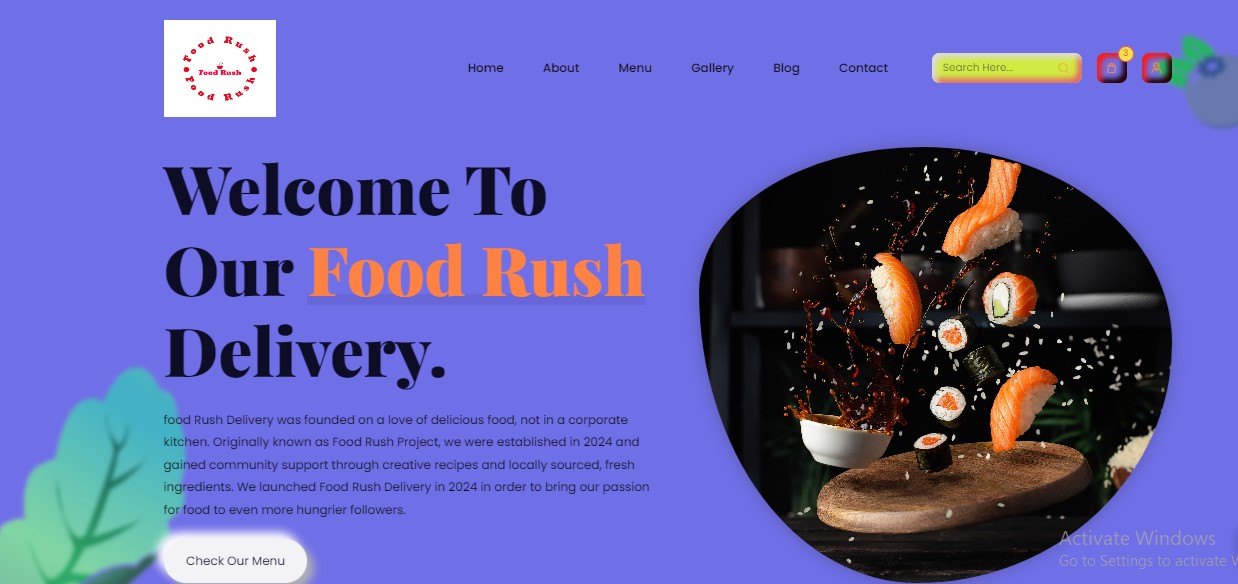 Food Rush
Food Rush
Food Rush
Home About Menu Gallery Blog Contact
Search Here...
3
Welcome To
Our Food Rush
Delivery.
food Rush Delivery was founded on a love of delicious food, not in a corporate
kitchen. Originally known as Food Rush Project, we were established in 2024 and
gained community support through creative recipes and locally sourced, fresh
ingredients. We launched Food Rush Delivery in 2024 in order to bring our passion
for food to even more hungrier followers.
Check Our Menu
Activate Windows
Go to Settings to activate W